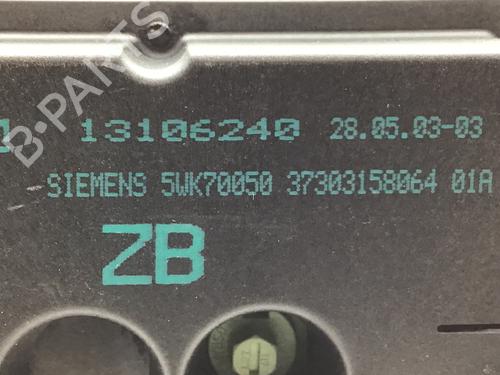 13106240 28.05.03-03
SIEMENS 5WK70050 37303158064 01A
ZB
B-PARTS